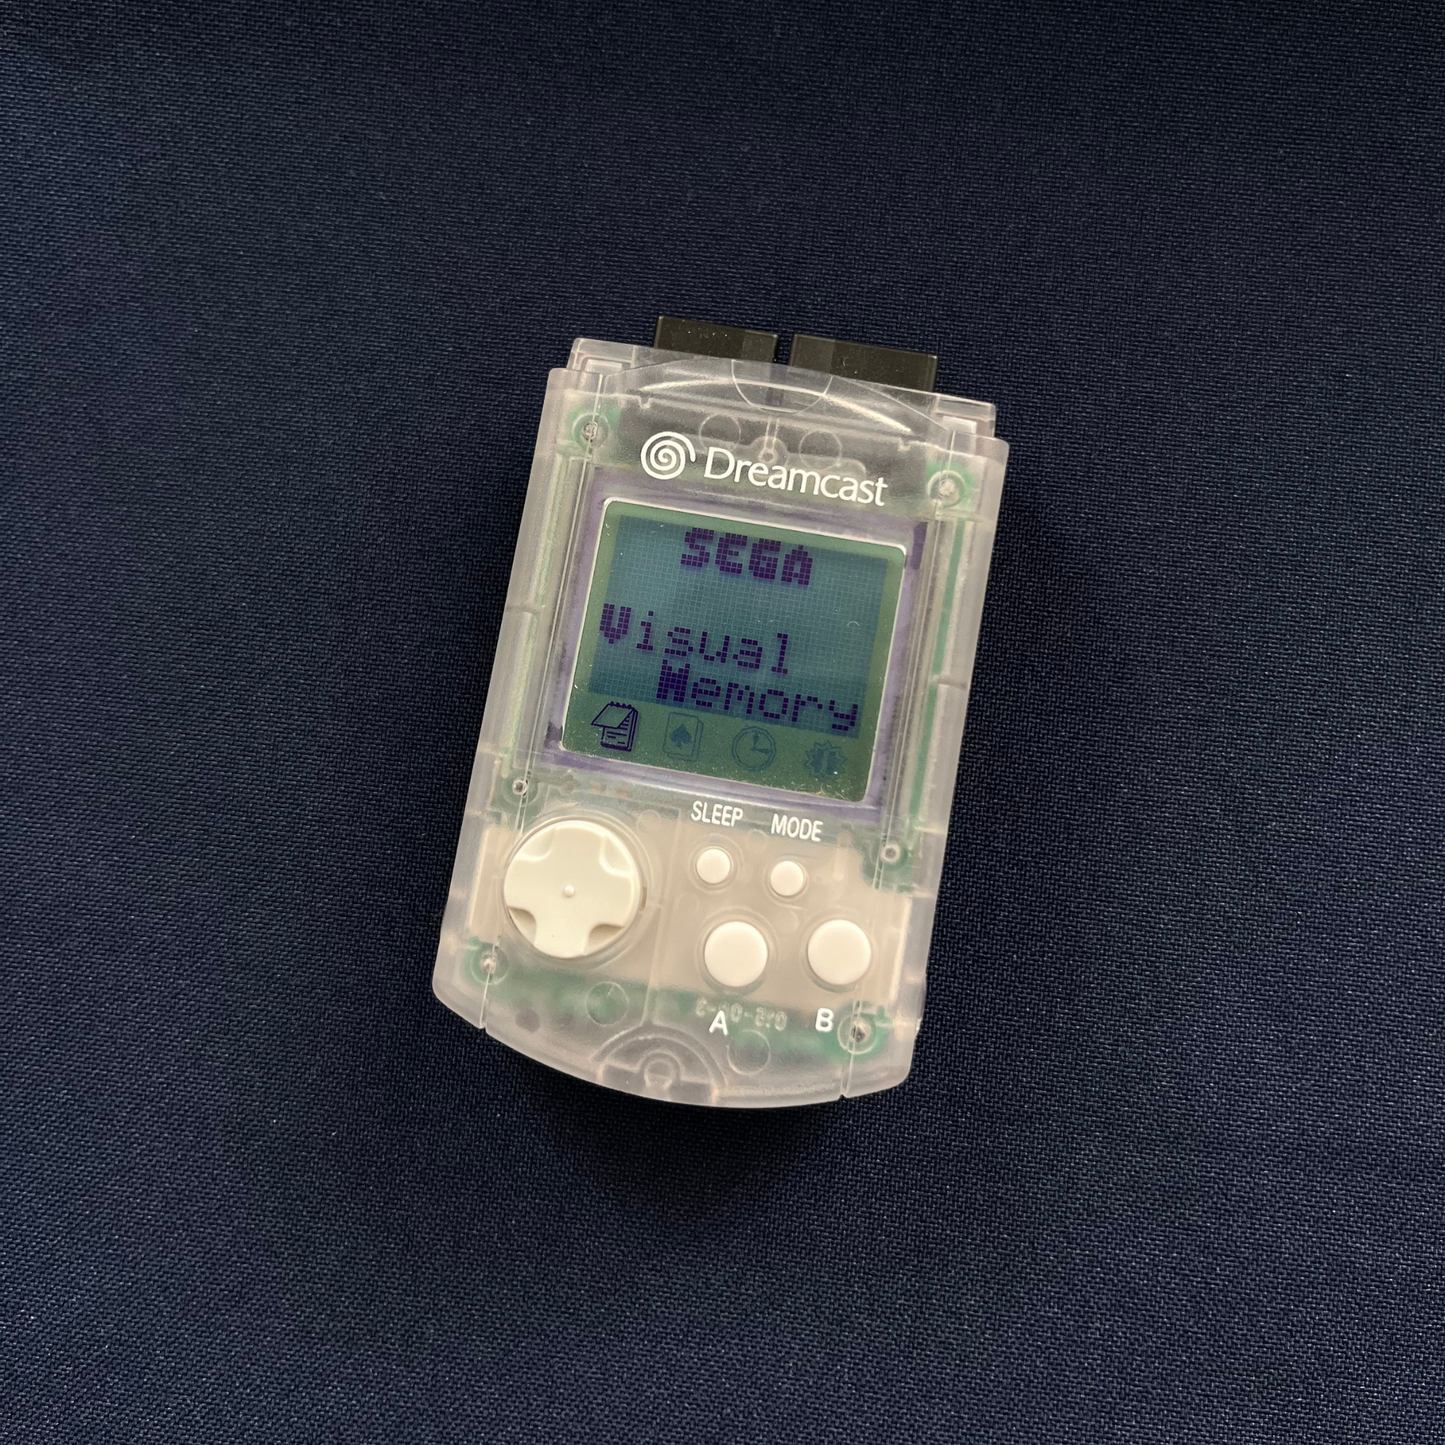 Dreamcast
SEGA
Visual
Memory
SLEEP MODE
A B